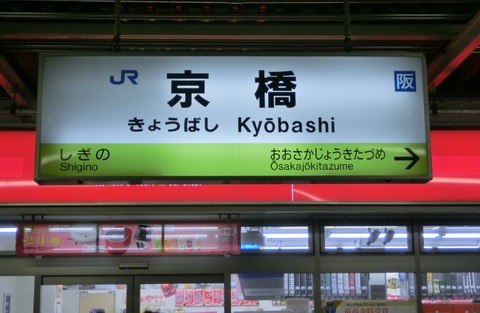 JR 京橋 阪
きょうばし Kyōbashi
しぎの おおさかじょうきたづめ →
Shigino Ōsakajōkitazume